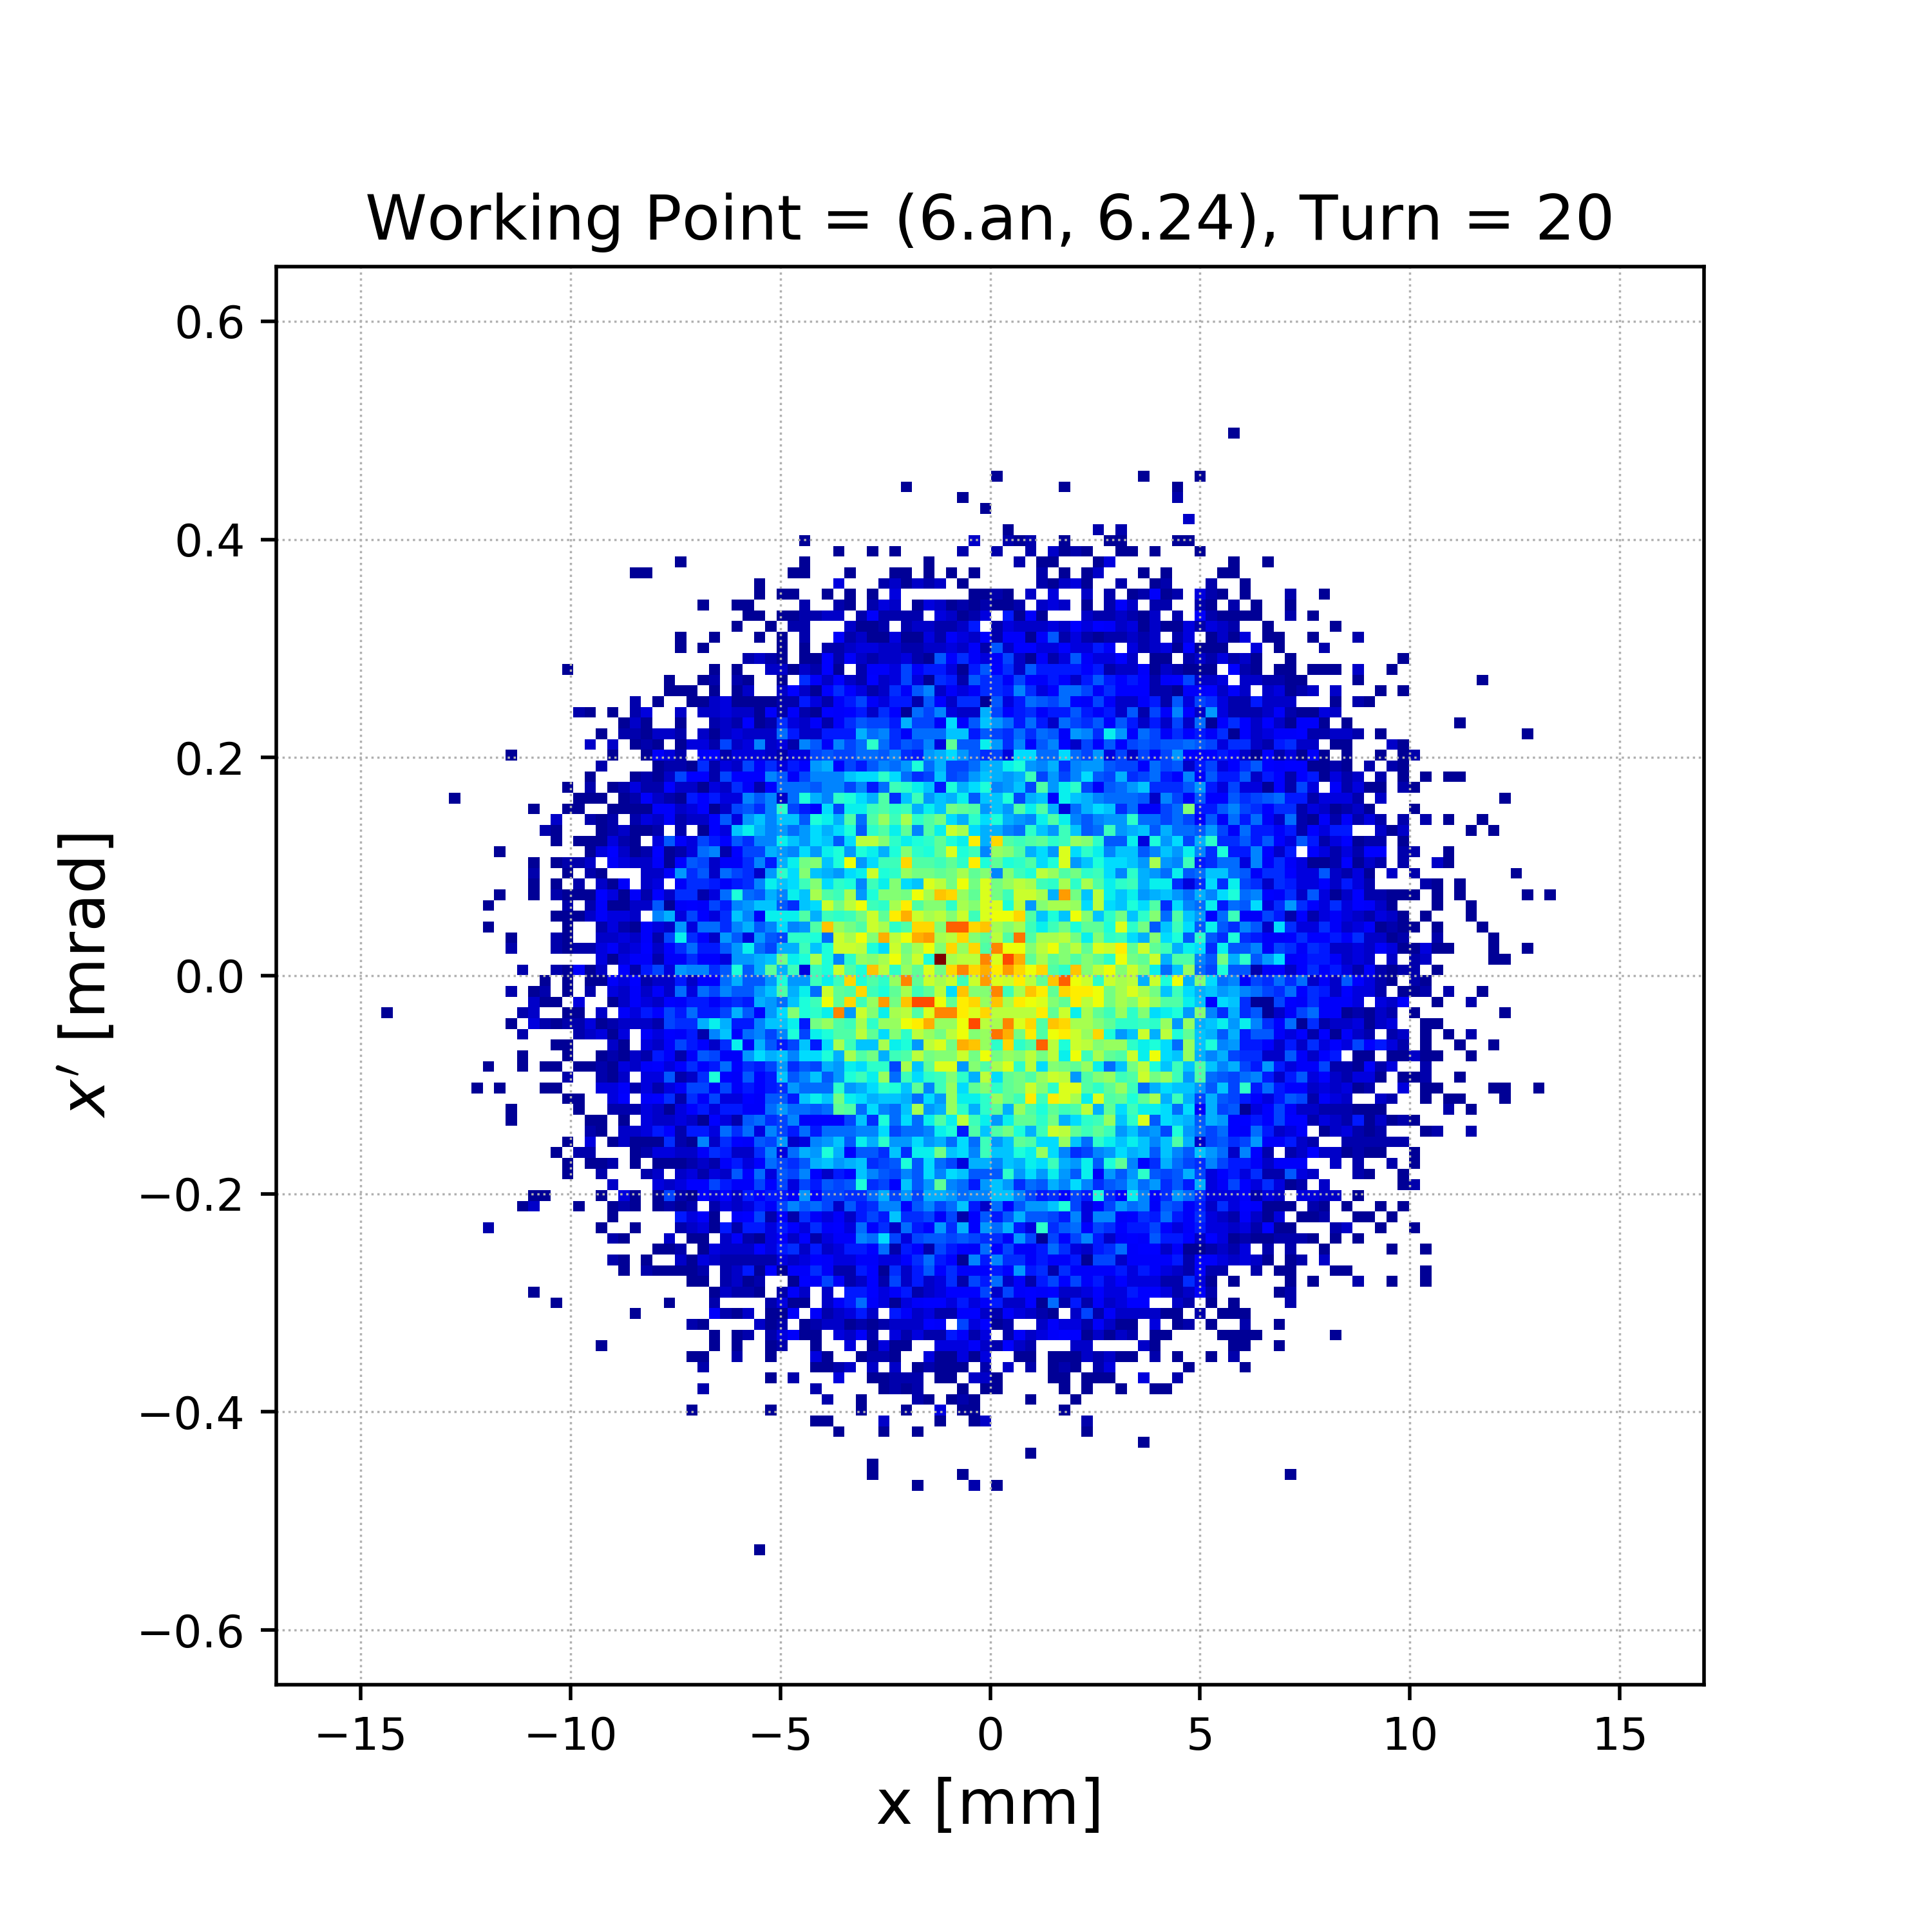 Working Point = (6.an, 6.24), Turn = 20
0.6
0.4
0.2
0.0
−0.2
−0.4
−0.6
x′ [mrad]
−15 −10 −5 0 5 10 15
x [mm]